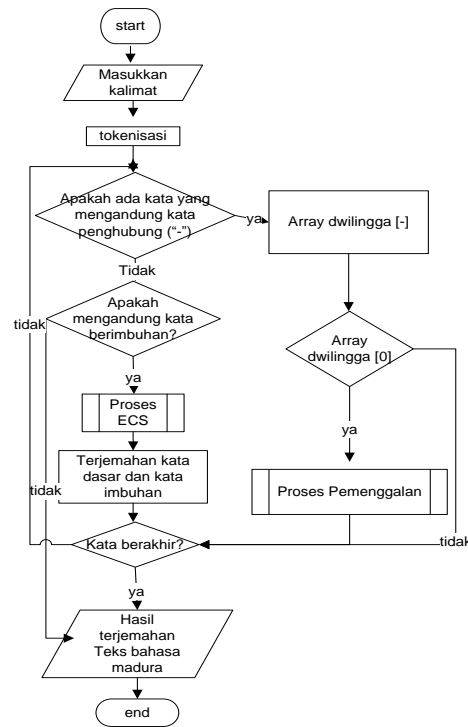 start
Masukkan
kalimat
tokenisasi
Apakah ada kata yang
mengandung kata
penghubung (“-”)
ya
Array dwilingga [-]
Tidak
Apakah
mengandung kata
berimbuhan?
tidak
Array
dwilingga [0]
ya
Proses
ECS
ya
Terjemahan kata
dasar dan kata
imbuhan
tidak
Proses Pemenggalan
tidak
Kata berakhir?
ya
Hasil
terjemahan
Teks bahasa
madura
end